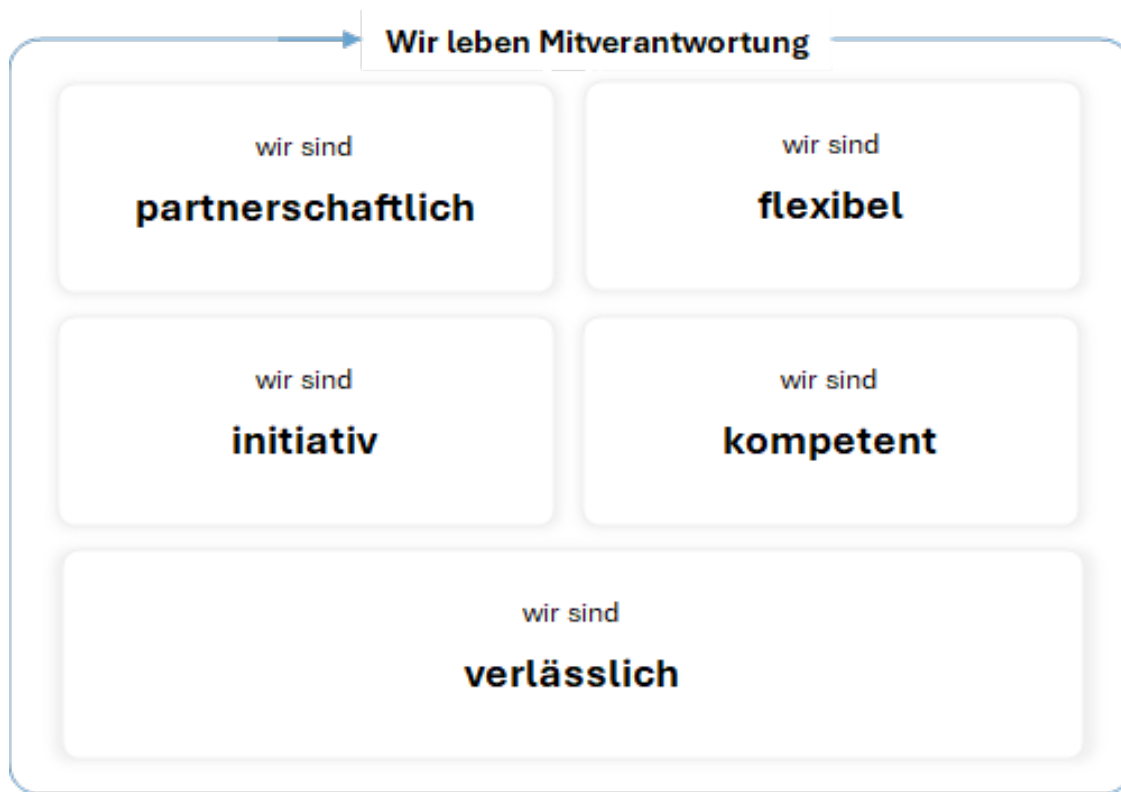 Wir leben Mitverantwortung
wir sind
partnerschaftlich
wir sind
flexibel
wir sind
initiativ
wir sind
kompetent
wir sind
verlässlich